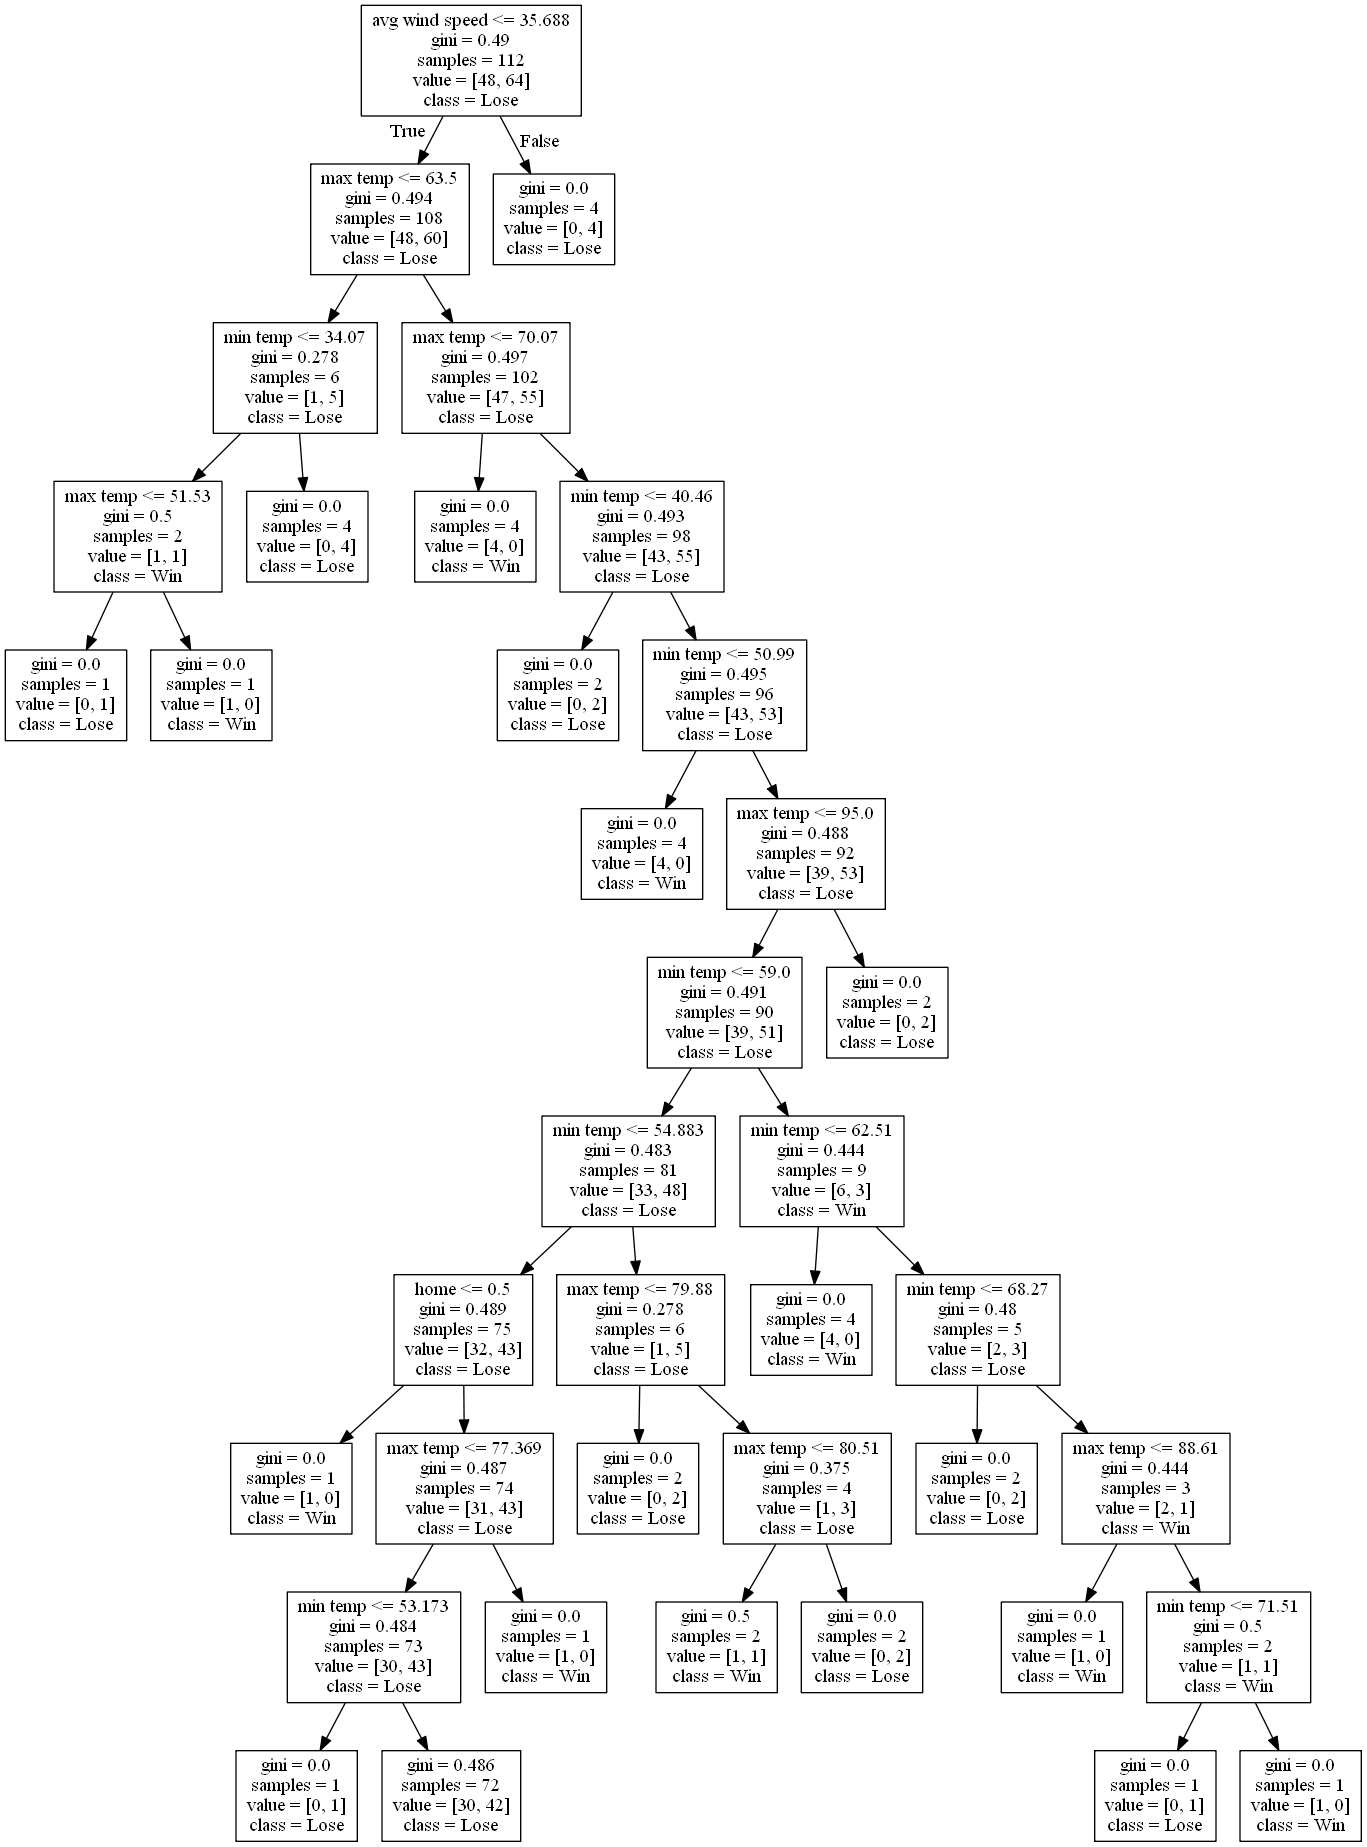 avg wind speed <= 35.688
gini = 0.49
samples = 112
value = [48, 64]
class = Lose
True
False
max temp <= 63.5
gini = 0.494
samples = 108
value = [48, 60]
class = Lose
gini = 0.0
samples = 4
value = [0, 4]
class = Lose
min temp <= 34.07
gini = 0.278
samples = 6
value = [1, 5]
class = Lose
max temp <= 70.07
gini = 0.497
samples = 102
value = [47, 55]
class = Lose
max temp <= 51.53
gini = 0.5
samples = 2
value = [1, 1]
class = Win
gini = 0.0
samples = 4
value = [0, 4]
class = Lose
gini = 0.0
samples = 4
value = [4, 0]
class = Win
min temp <= 40.46
gini = 0.493
samples = 98
value = [43, 55]
class = Lose
gini = 0.0
samples = 1
value = [0, 1]
class = Lose
gini = 0.0
samples = 1
value = [1, 0]
class = Win
gini = 0.0
samples = 2
value = [0, 2]
class = Lose
min temp <= 50.99
gini = 0.495
samples = 96
value = [43, 53]
class = Lose
gini = 0.0
samples = 4
value = [4, 0]
class = Win
max temp <= 95.0
gini = 0.488
samples = 92
value = [39, 53]
class = Lose
min temp <= 59.0
gini = 0.491
samples = 90
value = [39, 51]
class = Lose
gini = 0.0
samples = 2
value = [0, 2]
class = Lose
min temp <= 54.883
gini = 0.483
samples = 81
value = [33, 48]
class = Lose
min temp <= 62.51
gini = 0.444
samples = 9
value = [6, 3]
class = Win
home <= 0.5
gini = 0.489
samples = 75
value = [32, 43]
class = Lose
max temp <= 79.88
gini = 0.278
samples = 6
value = [1, 5]
class = Lose
gini = 0.0
samples = 4
value = [4, 0]
class = Win
min temp <= 68.27
gini = 0.48
samples = 5
value = [2, 3]
class = Lose
gini = 0.0
samples = 1
value = [1, 0]
class = Win
max temp <= 77.369
gini = 0.487
samples = 74
value = [31, 43]
class = Lose
gini = 0.0
samples = 2
value = [0, 2]
class = Lose
max temp <= 80.51
gini = 0.375
samples = 4
value = [1, 3]
class = Lose
gini = 0.0
samples = 2
value = [0, 2]
class = Lose
max temp <= 88.61
gini = 0.444
samples = 3
value = [2, 1]
class = Win
min temp <= 53.173
gini = 0.484
samples = 73
value = [30, 43]
class = Lose
gini = 0.0
samples = 1
value = [1, 0]
class = Win
gini = 0.5
samples = 2
value = [1, 1]
class = Win
gini = 0.0
samples = 2
value = [0, 2]
class = Lose
gini = 0.0
samples = 1
value = [1, 0]
class = Win
min temp <= 71.51
gini = 0.5
samples = 2
value = [1, 1]
class = Win
gini = 0.0
samples = 1
value = [0, 1]
class = Lose
gini = 0.486
samples = 72
value = [30, 42]
class = Lose
gini = 0.0
samples = 1
value = [0, 1]
class = Lose
gini = 0.0
samples = 1
value = [1, 0]
class = Win